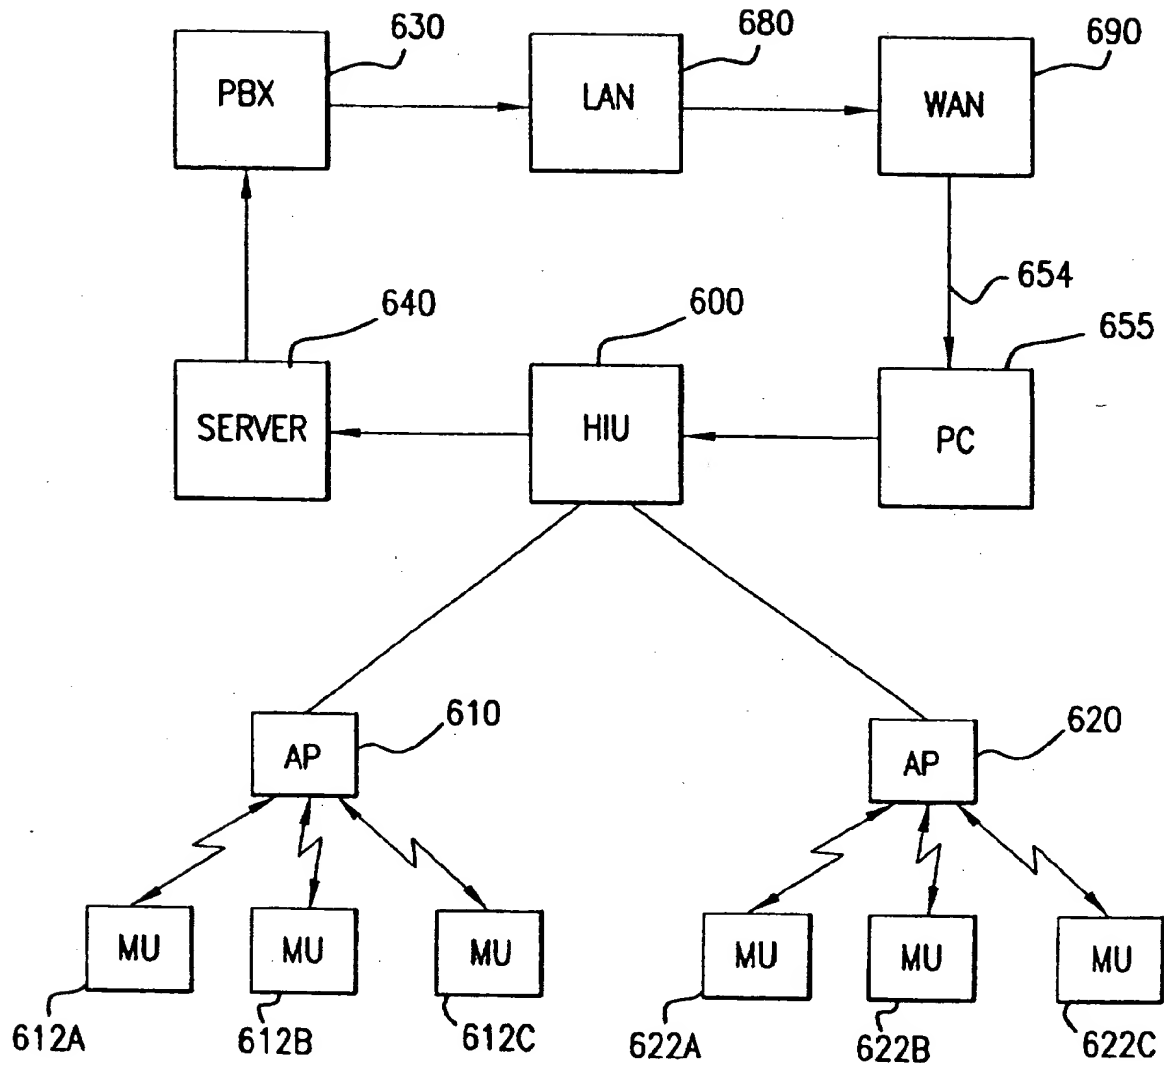 630
680
690
PBX
LAN
WAN
654
640
600
655
SERVER
HIU
PC
610
620
AP
AP
MU
MU
MU
MU
MU
MU
612A
612B
612C
622A
622B
622C